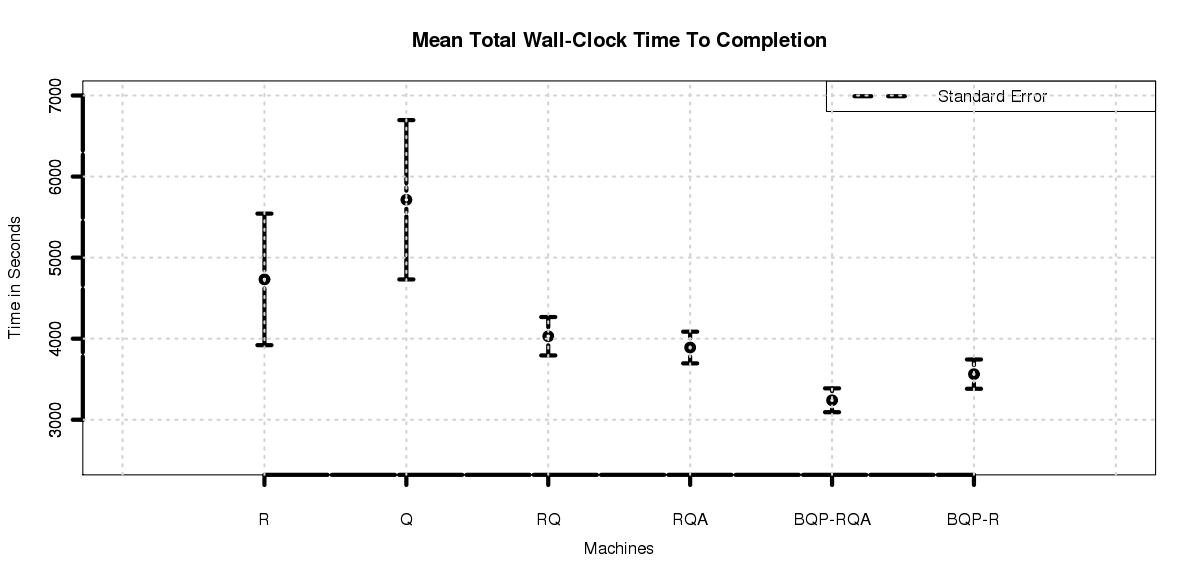 Mean Total Wall-Clock Time To Completion
Standard Error
7000
6000
5000
4000
3000
Time in Seconds
R Q RQ RQA BQP-RQA BQP-R
Machines